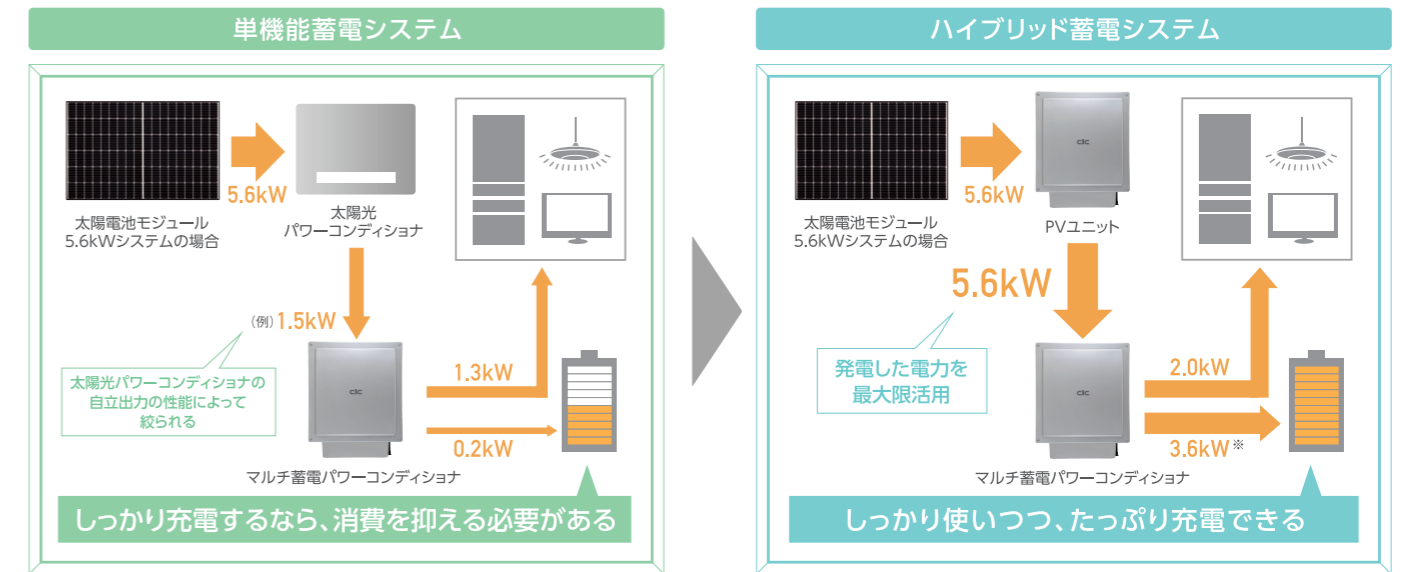 単機能蓄電システム
5.6kW
太陽電池モジュール
5.6kWシステムの場合
太陽光
パワーコンディショナ
(例)1.5kW
太陽光パワーコンディショナの
自立出力の性能によって
絞られる
clc
1.3kW
0.2kW
マルチ蓄電パワーコンディショナ
しっかり充電するなら、消費を抑える必要がある
ハイブリッド蓄電システム
clc
5.6kW
太陽電池モジュール
5.6kWシステムの場合
PVユニット
5.6kW
発電した電力を
最大限活用
clc
2.0kW
3.6kW※
マルチ蓄電パワーコンディショナ
しっかり使いつつ、たっぷり充電できる